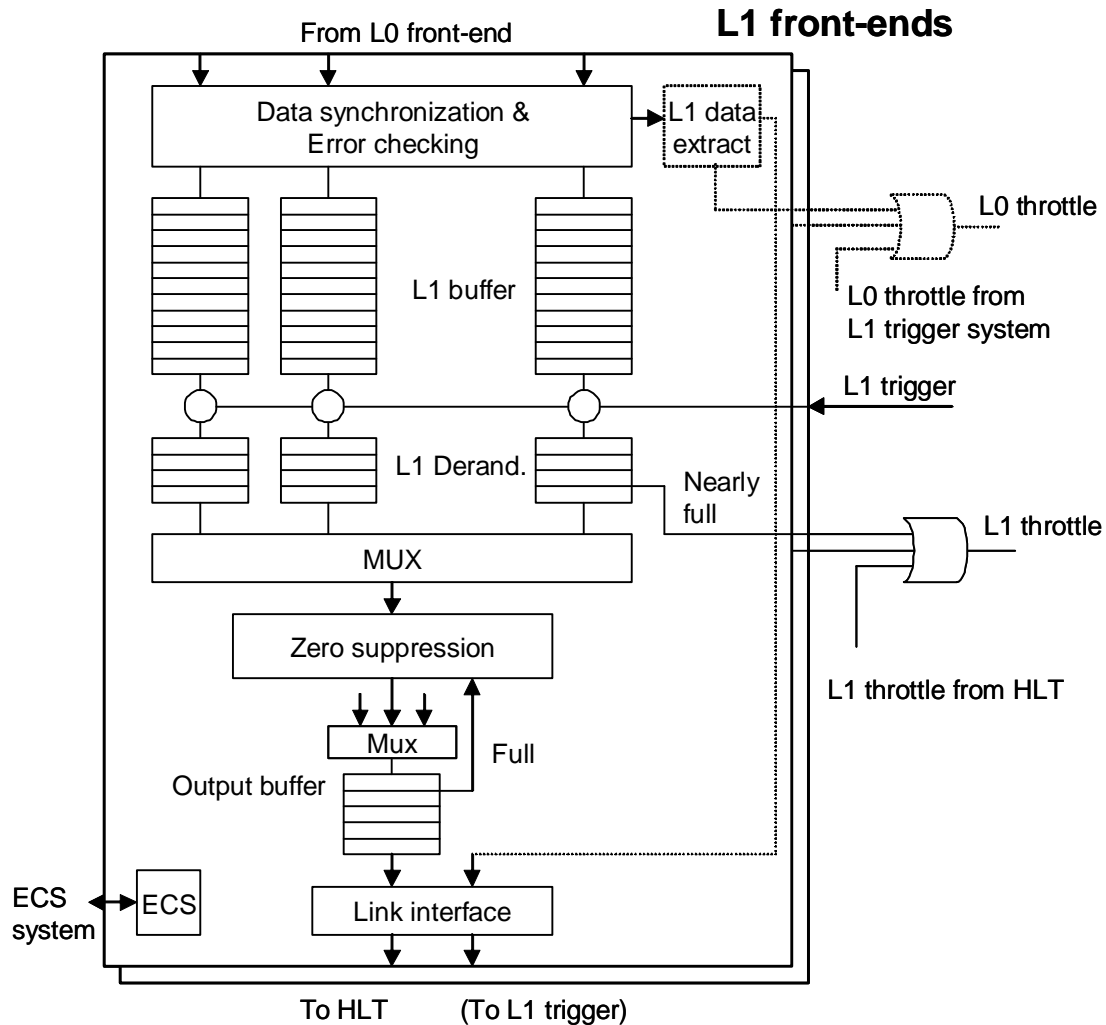 L1 front-ends
From L0 front-end
Data synchronization &
Error checking
L1 data
extract
L0 throttle
L1 buffer
L0 throttle from
L1 trigger system
L1 trigger
L1 Derand.
Nearly
full
L1 throttle
MUX
Zero suppression
L1 throttle from HLT
Mux
Full
Output buffer
ECS
system
ECS
Link interface
To HLT
(To L1 trigger)